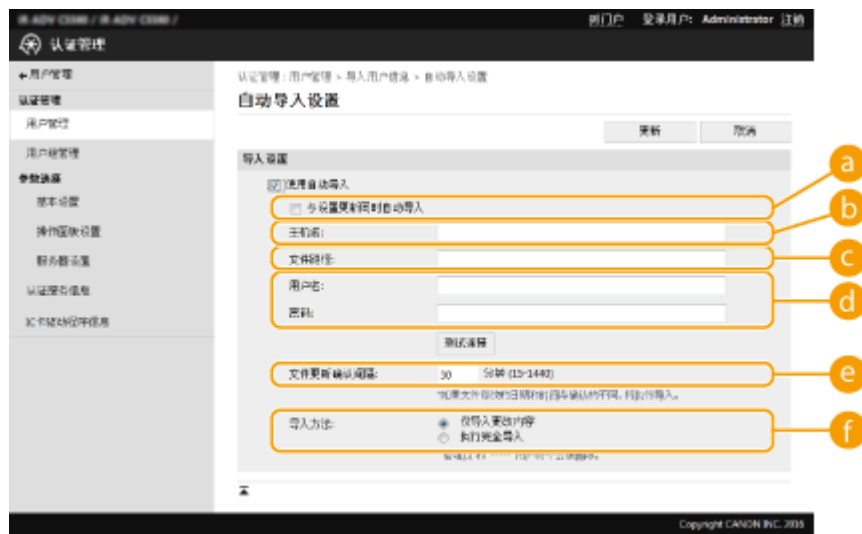 iR-ADV C3380 / iR-ADV C3380 /
到门户 登录用户: Administrator 注销
认证管理
用户管理
认证管理:用户管理 > 导入用户信息 > 自动导入设置
认证管理
自动导入设置
用户管理
更新 取消
用户组管理
导入设置
参数选择
使用自动导入
a
基本设置
与设置更新同时自动导入
b
操作面板设置
主机名:
服务器设置
文件路径:
c
认证服务信息
用户名:
d
IC卡驱动程序信息
密码:
测试连接
文件更新确认间隔: 30 分钟 (15-1440)
e
导入方法: 仅导入更改内容
执行完全导入
f
Copyright CANON INC. 2016